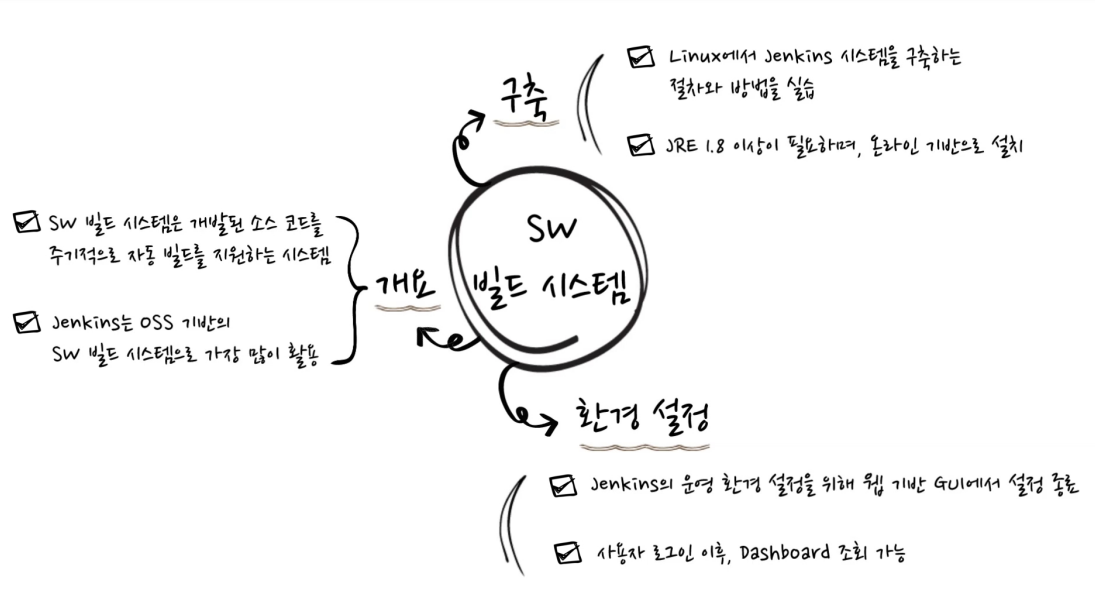 SW
빌드 시스템
구축
Linux에서 Jenkins 시스템을 구축하는
절차와 방법을 실습
JRE 1.8 이상이 필요하며, 온라인 기반으로 설치
개요
SW 빌드 시스템은 개발된 소스 코드를
주기적으로 자동 빌드를 지원하는 시스템
Jenkins는 OSS 기반의
SW 빌드 시스템으로 가장 많이 활용
환경 설정
Jenkins의 운영 환경 설정을 위해 웹 기반 GUI에서 설정 종료
사용자 로그인 이후, Dashboard 조회 가능